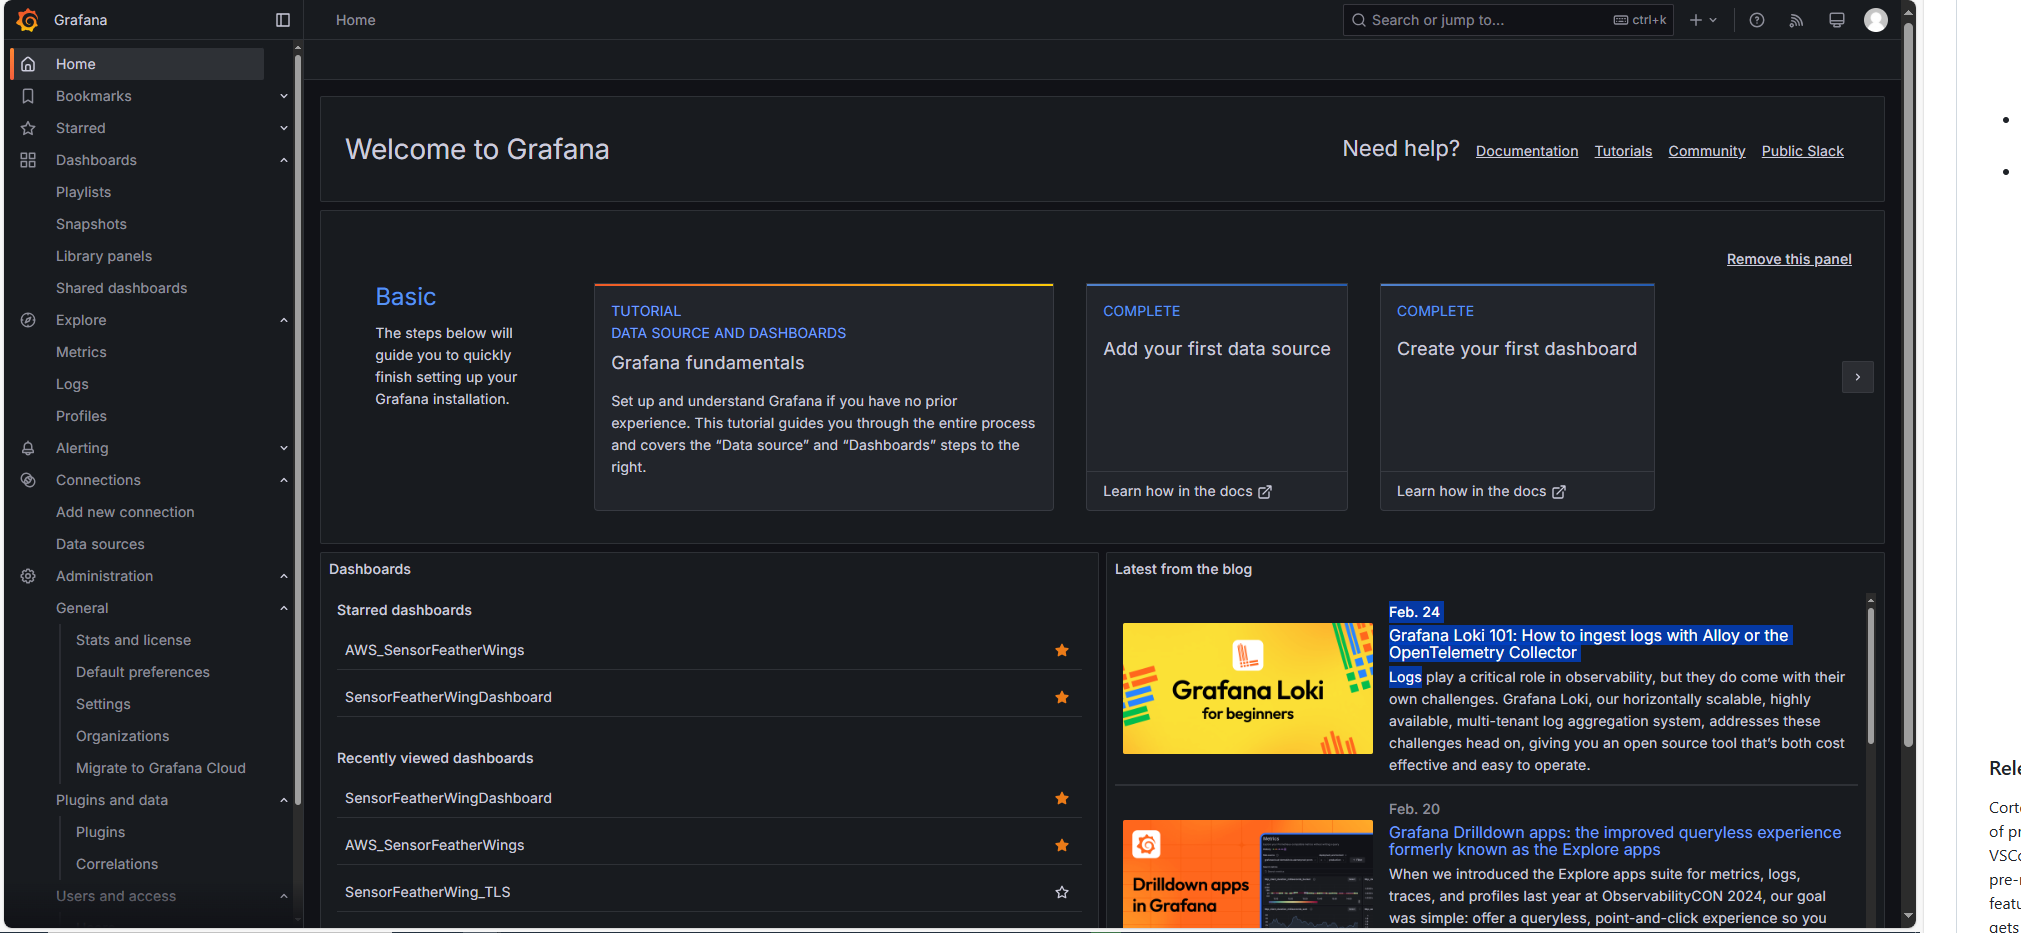 Grafana
Home
Search or jump to...
ctrl+k
Home
Bookmarks
Starred
Dashboards
Playlists
Snapshots
Library panels
Shared dashboards
Explore
Metrics
Logs
Profiles
Alerting
Connections
Add new connection
Data sources
Administration
General
Stats and license
Default preferences
Settings
Organizations
Migrate to Grafana Cloud
Plugins and data
Plugins
Correlations
Users and access
Welcome to Grafana
Need help?
Documentation
Tutorials
Community
Public Slack
Remove this panel
Basic
The steps below will
guide you to quickly
finish setting up your
Grafana installation.
TUTORIAL
DATA SOURCE AND DASHBOARDS
Grafana fundamentals
Set up and understand Grafana if you have no prior
experience. This tutorial guides you through the entire process
and covers the “Data source” and “Dashboards” steps to the
right.
COMPLETE
Add your first data source
Learn how in the docs
COMPLETE
Create your first dashboard
Learn how in the docs
Dashboards
Starred dashboards
AWS_SensorFeatherWings
SensorFeatherWingDashboard
Recently viewed dashboards
SensorFeatherWingDashboard
AWS_SensorFeatherWings
SensorFeatherWing_TLS
Latest from the blog
Grafana Loki
for beginners
Feb. 24
Grafana Loki 101: How to ingest logs with Alloy or the
OpenTelemetry Collector
Logs play a critical role in observability, but they do come with their
own challenges. Grafana Loki, our horizontally scalable, highly
available, multi-tenant log aggregation system, addresses these
challenges head on, giving you an open source tool that’s both cost
effective and easy to operate.
Drilldown apps
in Grafana
Metrics
Feb. 20
Grafana Drilldown apps: the improved queryless experience
formerly known as the Explore apps
When we introduced the Explore apps suite for metrics, logs,
traces, and profiles last year at ObservabilityCON 2024, our goal
was simple: offer a queryless, point-and-click experience so you
Rele
Corte
of pr
VSCo
pre-r
featu
gets